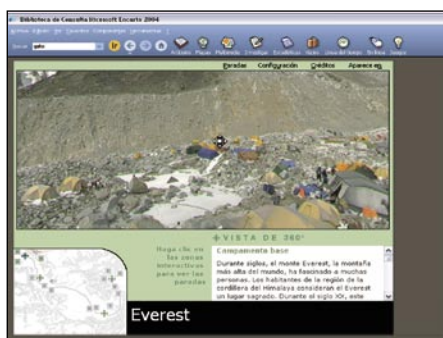 Biblioteca de Consulta Microsoft Encarta 2004
gato
Paradas Configuración Créditos Aparece en
VISTA DE 360°
Haga clic en
las zonas
interactivas
para ver las
paradas
Campamento base
Durante siglos, el monte Everest, la montaña
más alta del mundo, ha fascinado a muchas
personas. Los habitantes de la región de la
cordillera del Himalaya consideran el Everest
un lugar sagrado. Durante el siglo XX, este
Everest